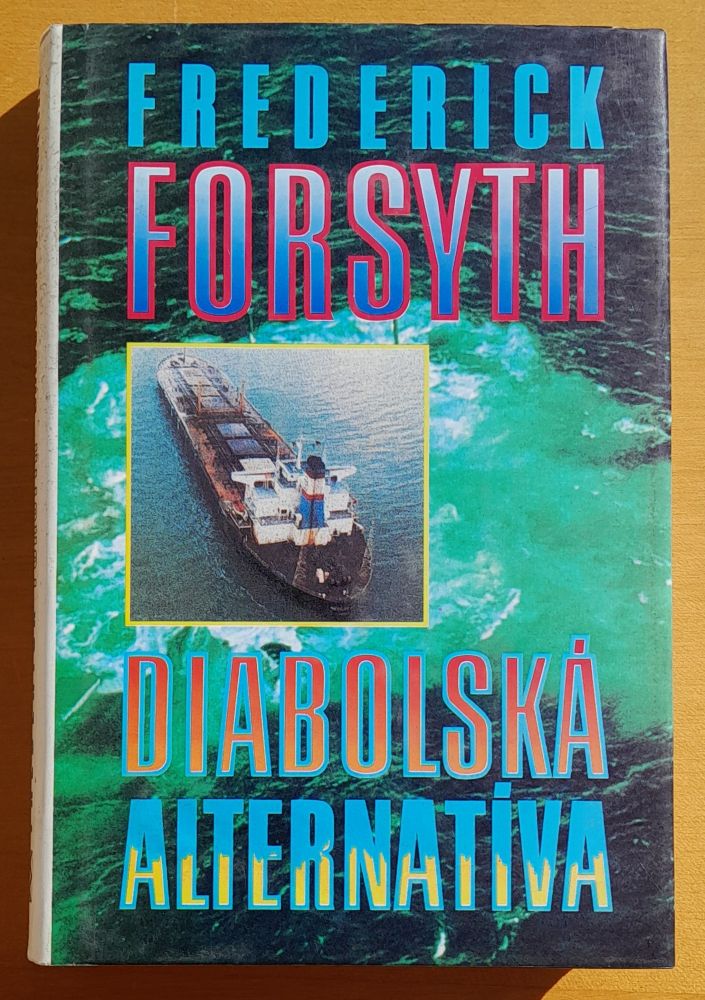 FREDERICK
FORSYTH
DIABOLSKÁ
ALTERNATÍVA